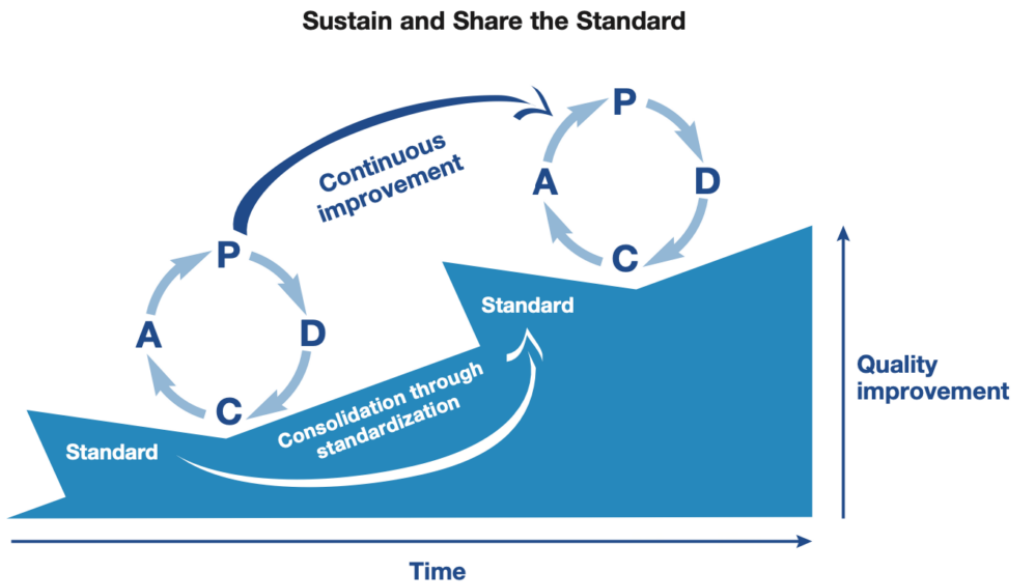 Sustain and Share the Standard
P
D
C
A
Continuous
improvement
P
D
C
A
Standard
Consolidation through
standardization
Standard
Quality
improvement
Time